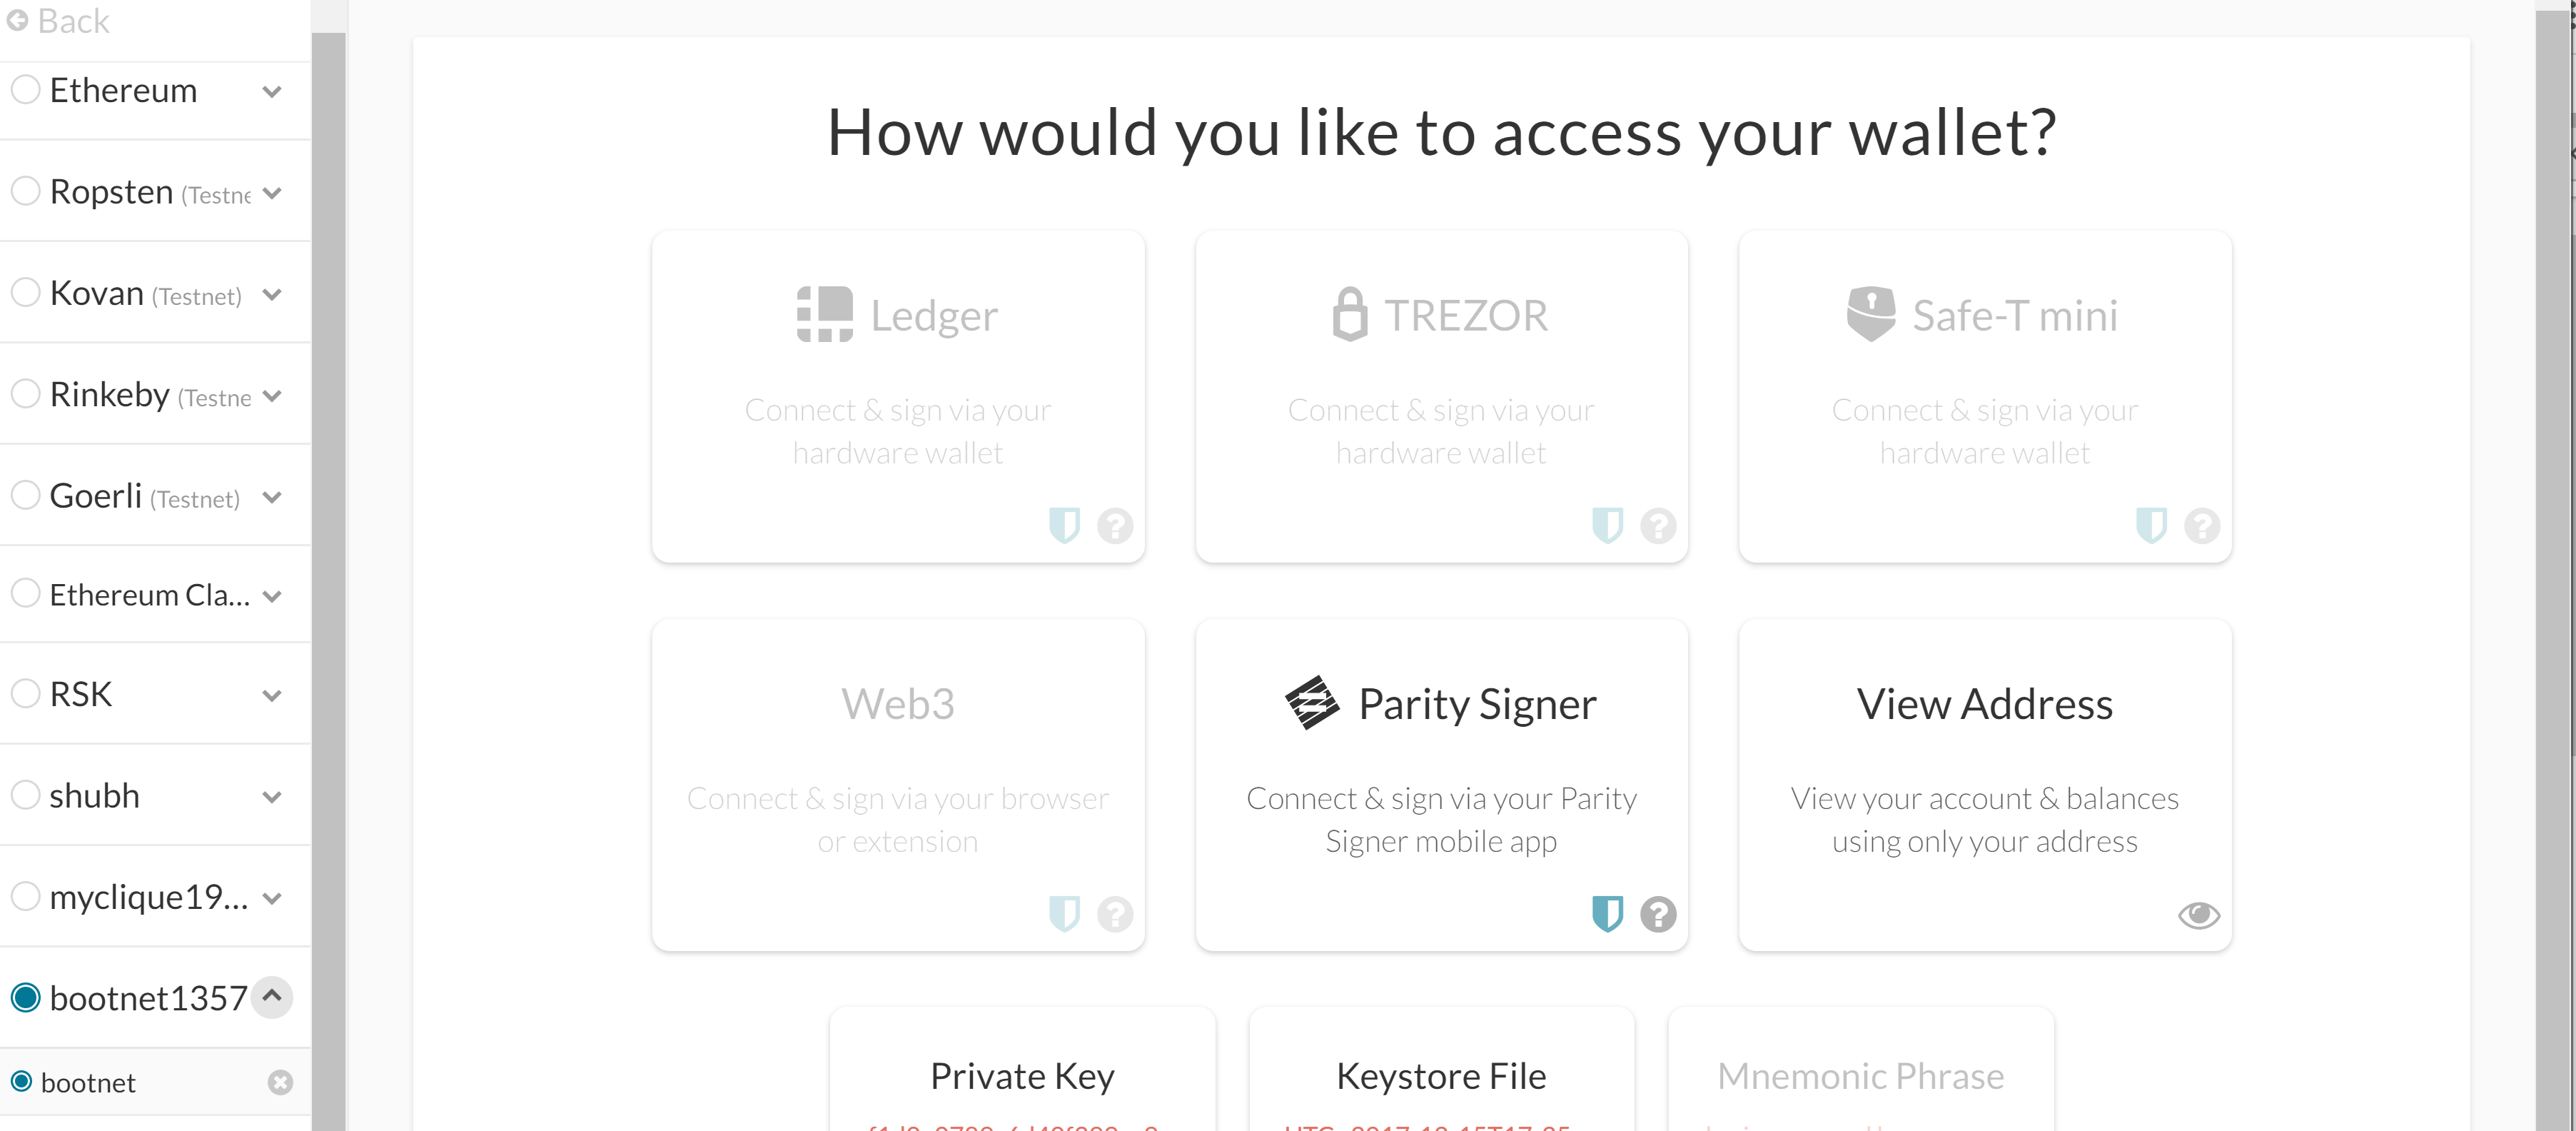 Back
Ethereum
Ropsten (Testne
Kovan (Testnet)
Rinkeby (Testne
Goerli (Testnet)
Ethereum Cla...
RSK
shubh
myclique19...
bootnet1357
bootnet
How would you like to access your wallet?
Ledger
Connect & sign via your
hardware wallet
TREZOR
Connect & sign via your
hardware wallet
Safe-T mini
Connect & sign via your
hardware wallet
Web3
Connect & sign via your browser
or extension
Parity Signer
Connect & sign via your Parity
Signer mobile app
View Address
View your account & balances
using only your address
Private Key
Keystore File
Mnemonic Phrase